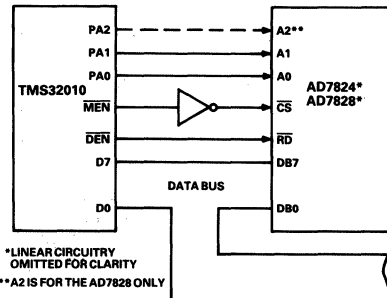 PA2 A2**
PA1 A1
PA0 A0
TMS32010 AD7824*
AD7828*
MEN CS
DEN RD
D7 DB7
DATA BUS
D0 DB0
*LINEAR CIRCUITRY
OMITTED FOR CLARITY
**A2 IS FOR THE AD7828 ONLY